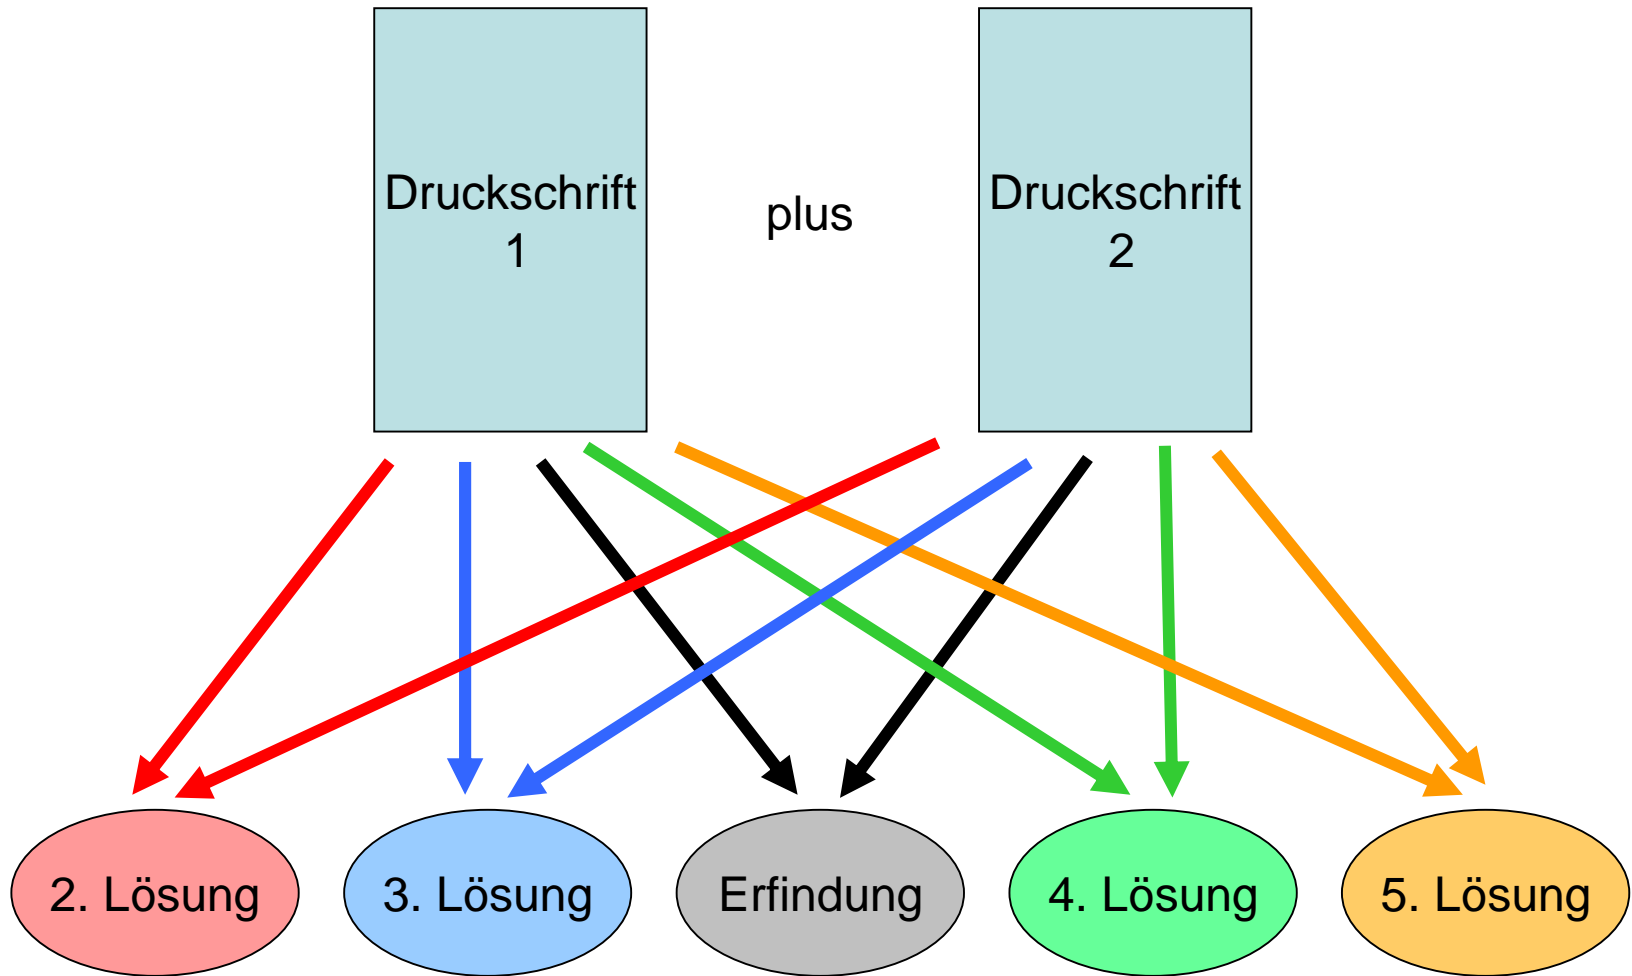 Druckschrift
1
plus
Druckschrift
2
2. Lösung
3. Lösung
Erfindung
4. Lösung
5. Lösung